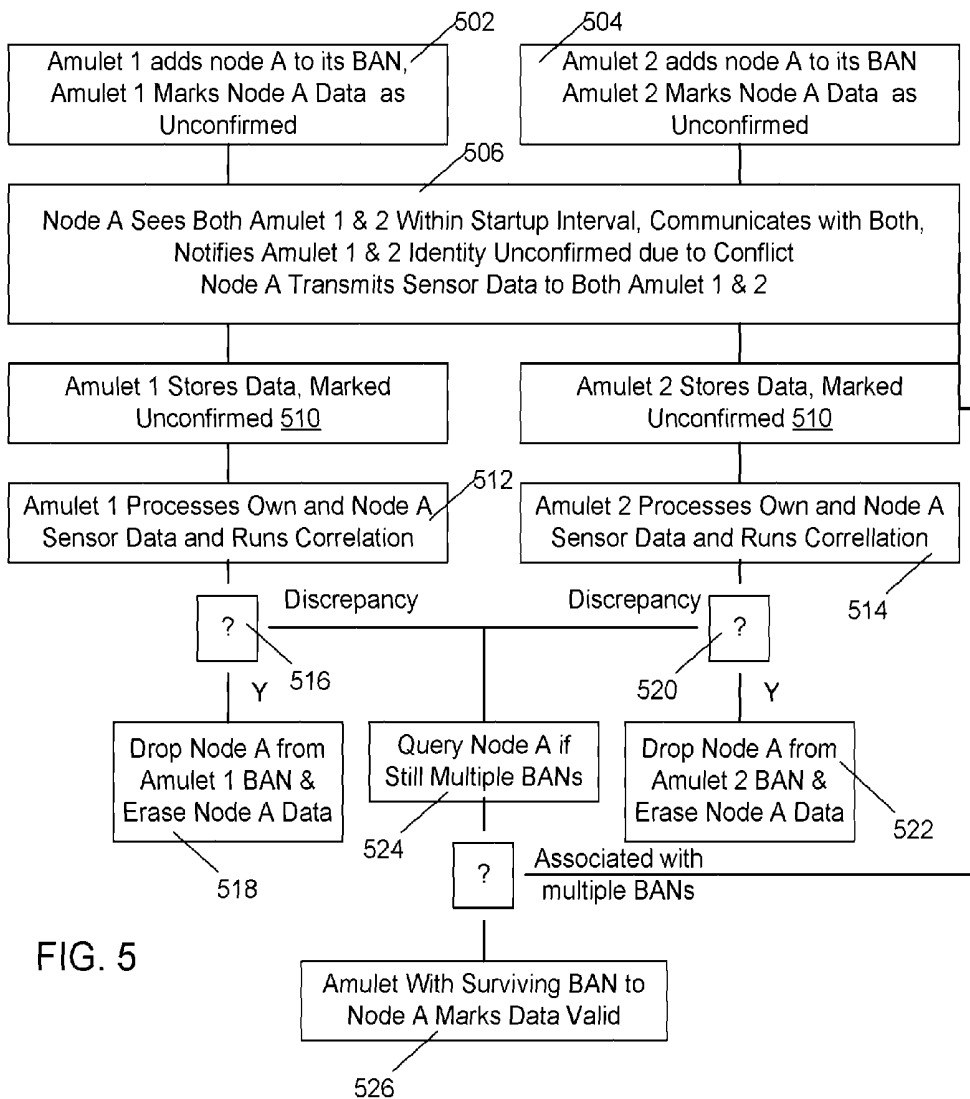 502
504
Amulet 1 adds node A to its BAN,
Amulet 1 Marks Node A Data as
Unconfirmed
Amulet 2 adds node A to its BAN
Amulet 2 Marks Node A Data as
Unconfirmed
506
Node A Sees Both Amulet 1 & 2 Within Startup Interval, Communicates with Both,
Notifies Amulet 1 & 2 Identity Unconfirmed due to Conflict
Node A Transmits Sensor Data to Both Amulet 1 & 2
Amulet 1 Stores Data, Marked
Unconfirmed 510
Amulet 2 Stores Data, Marked
Unconfirmed 510
Amulet 1 Processes Own and Node A
Sensor Data and Runs Correlation
512
Amulet 2 Processes Own and Node A
Sensor Data and Runs Correllation
514
Discrepancy
Discrepancy
?
516
?
520
Y
Y
Drop Node A from
Amulet 1 BAN &
Erase Node A Data
518
Query Node A if
Still Multiple BANs
524
Drop Node A from
Amulet 2 BAN &
Erase Node A Data
522
?
Associated with
multiple BANs
FIG. 5
Amulet With Surviving BAN to
Node A Marks Data Valid
526